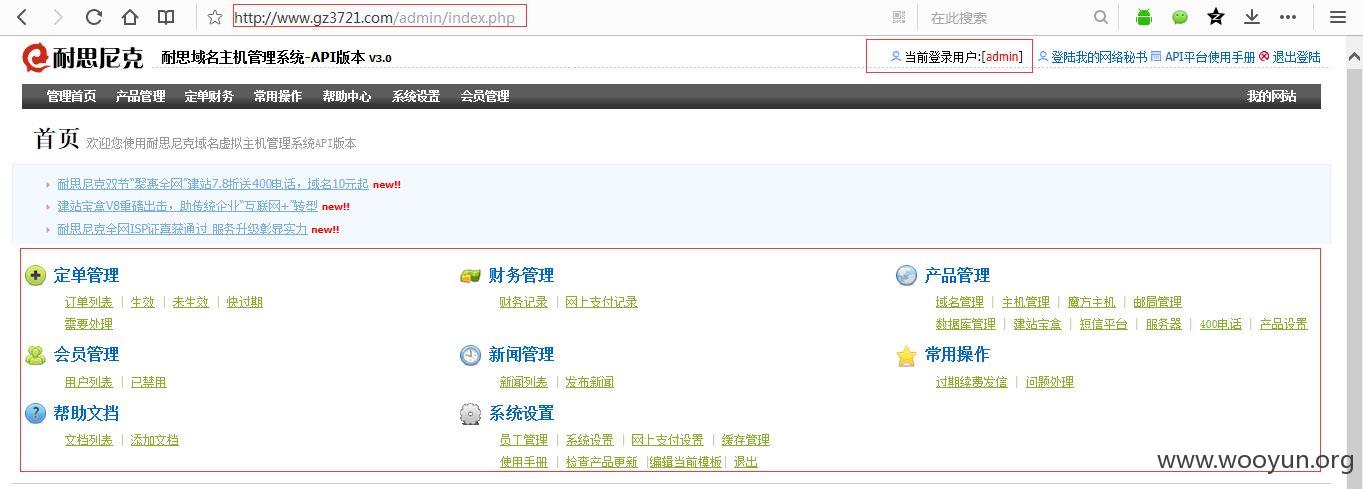 http://www.gz3721.com/admin/index.php 在此搜索
耐思尼克 耐思域名主机管理系统-API版本 V3.0 当前登录用户:[admin] 登陆我的网络秘书 API平台使用手册 退出登陆
管理首页 产品管理 定单财务 常用操作 帮助中心 系统设置 会员管理 我的网站
首页 欢迎您使用耐思尼克域名虚拟主机管理系统API版本
耐思尼克双节"聚惠全网"建站7.8折送400电话，域名10元起 new!!
建站宝盒V8重磅出击，助传统企业"互联网+"转型 new!!
耐思尼克全网ISP证喜获通过 服务升级彰显实力 new!!
定单管理 财务管理 产品管理
订单列表 | 生效 | 未生效 | 快过期 财务记录 | 网上支付记录 域名管理 | 主机管理 | 魔方主机 | 邮局管理
需要处理 数据库管理 | 建站宝盒 | 短信平台 | 服务器 | 400电话 | 产品设置
会员管理 新闻管理 常用操作
用户列表 | 已禁用 新闻列表 | 发布新闻 过期续费发信 | 问题处理
帮助文档 系统设置
文档列表 | 添加文档 员工管理 | 系统设置 | 网上支付设置 | 缓存管理
使用手册 | 检查产品更新 |编辑当前模板| 退出
www.wooyun.org